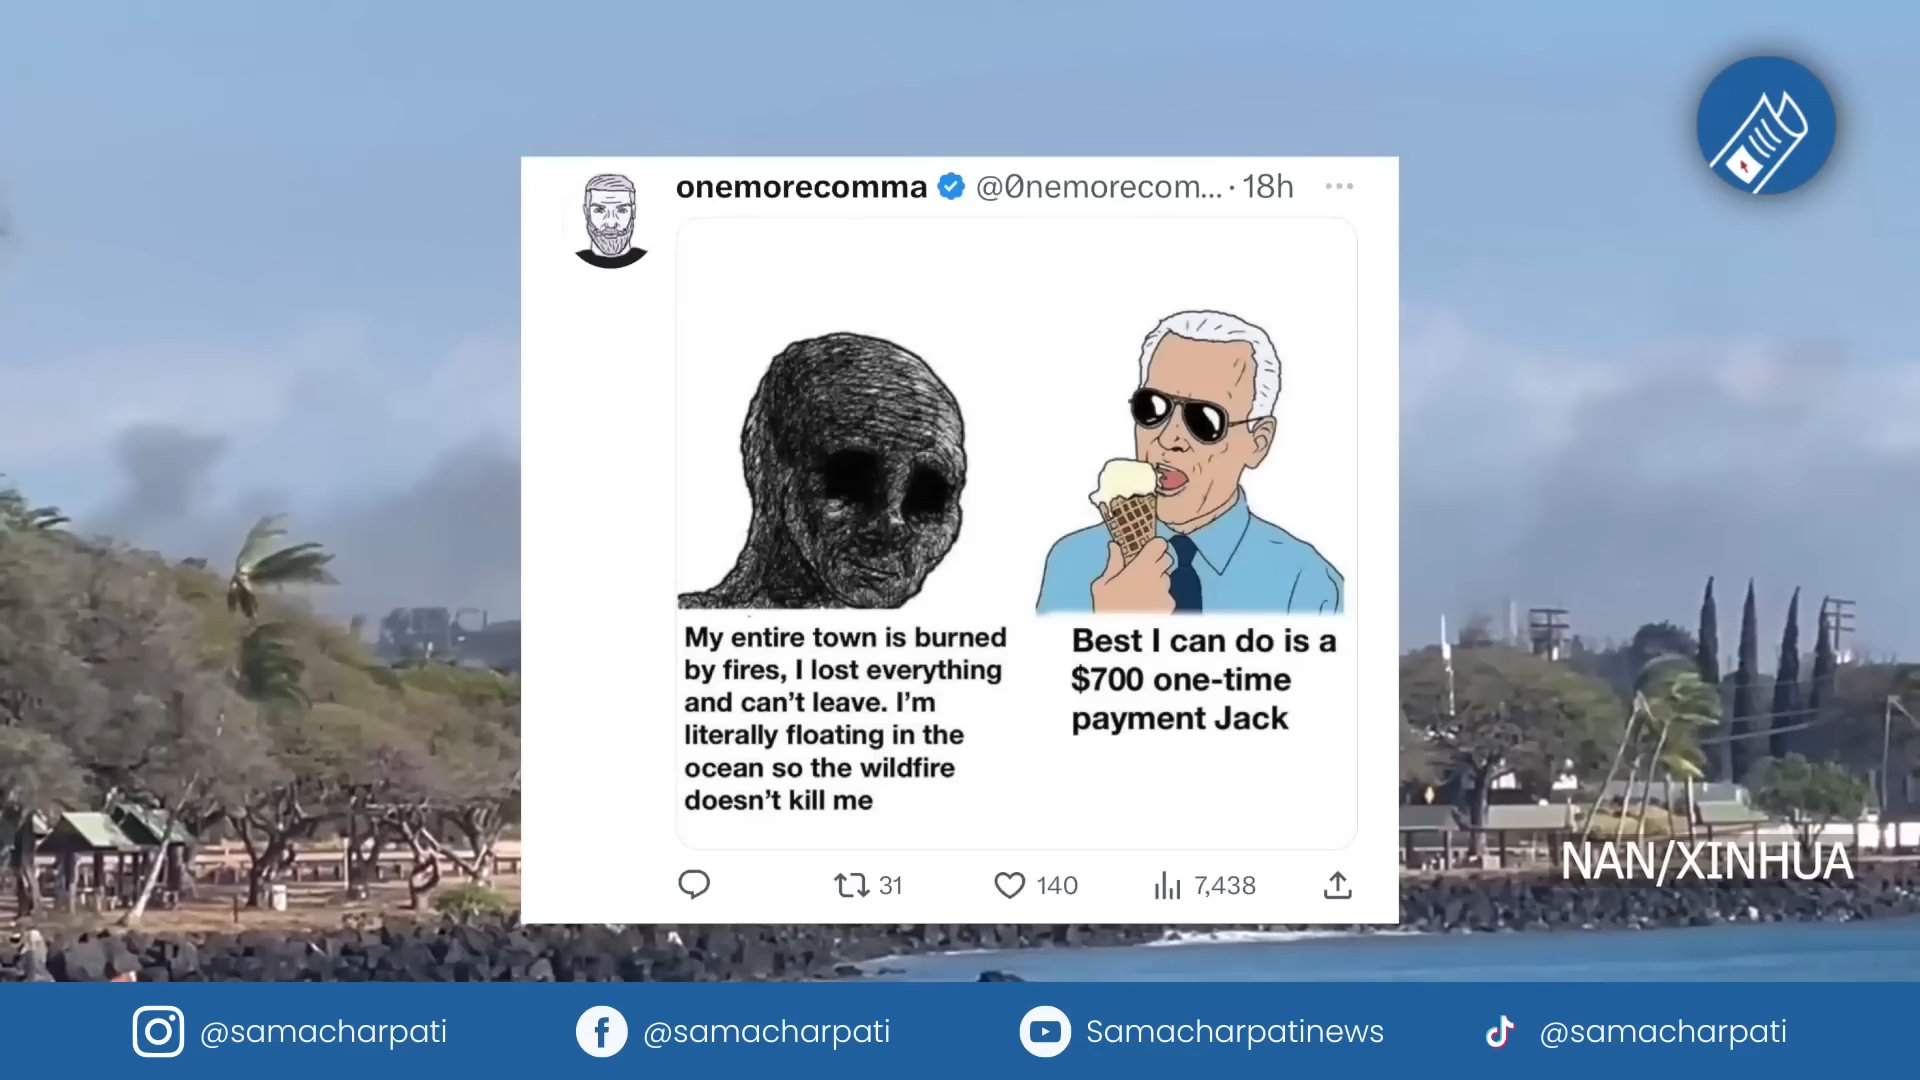 onemorecomma @0nemorecom... · 18h ...
My entire town is burned
by fires, I lost everything
and can't leave. I'm
literally floating in the
ocean so the wildfire
doesn't kill me
Best I can do is a
$700 one-time
payment Jack
31 140 7,438
NAN/XINHUA
@samacharpati @samacharpati Samacharpatinews @samacharpati